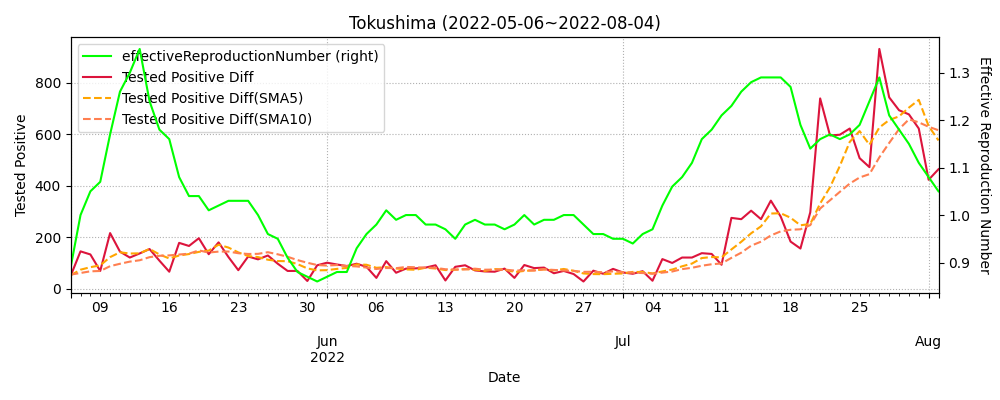 Tokushima (2022-05-06~2022-08-04)
effectiveReproductionNumber (right)
Tested Positive Diff
Tested Positive Diff(SMA5)
Tested Positive Diff(SMA10)
Tested Positive
800
600
400
200
0
1.3
1.2
1.1
1.0
0.9
Effective Reproduction Number
09 16 23 30 06 13 20 27 04 11 18 25
Jun Jul Aug
2022
Date